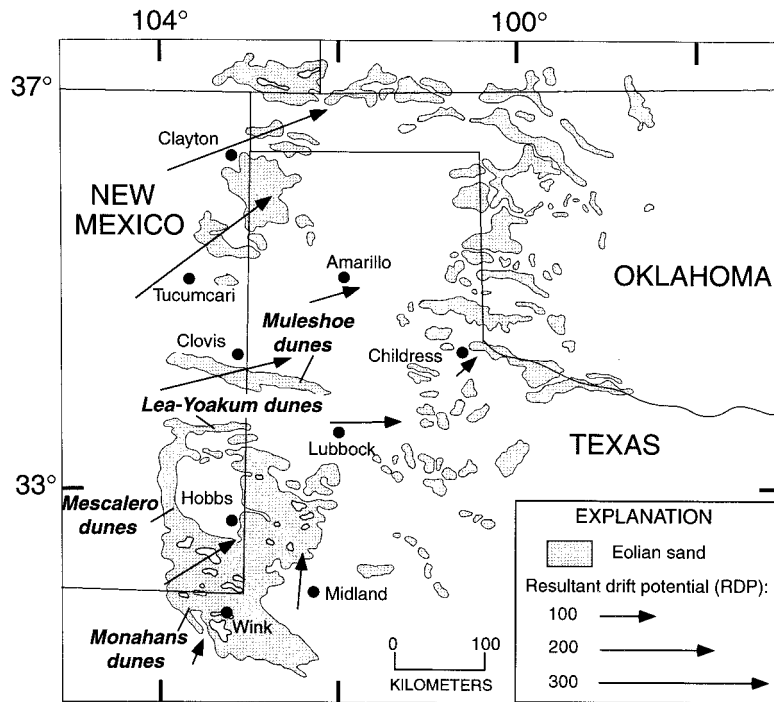 104°
100°
37°
Clayton
NEW
MEXICO
Amarillo
OKLAHOMA
Tucumcari
Muleshoe
dunes
Clovis
Childress
Lea-Yoakum dunes
Lubbock
TEXAS
33°
Mescalero
dunes
Hobbs
EXPLANATION
Eolian sand
Resultant drift potential (RDP):
100
200
300
Midland
Monahans
dunes
Wink
0
100
KILOMETERS